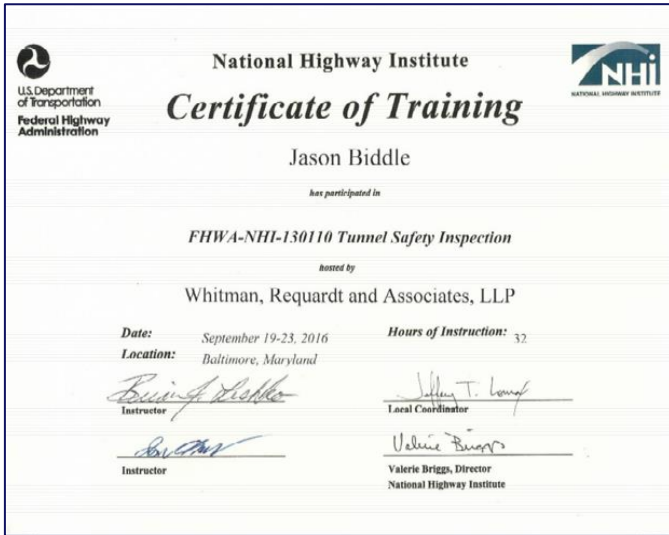 U.S. Department
of Transportation
Federal Highway
Administration
National Highway Institute
NHi
NATIONAL HIGHWAY INSTITUTE
Certificate of Training
Jason Biddle
has participated in
FHWA-NHI-130110 Tunnel Safety Inspection
hosted by
Whitman, Requardt and Associates, LLP
Date: September 19-23, 2016
Hours of Instruction: 32
Location: Baltimore, Maryland
Instructor
Jeffrey T.
Local Coordinator
Valerie Briggs
Instructor
Valerie Briggs, Director
National Highway Institute